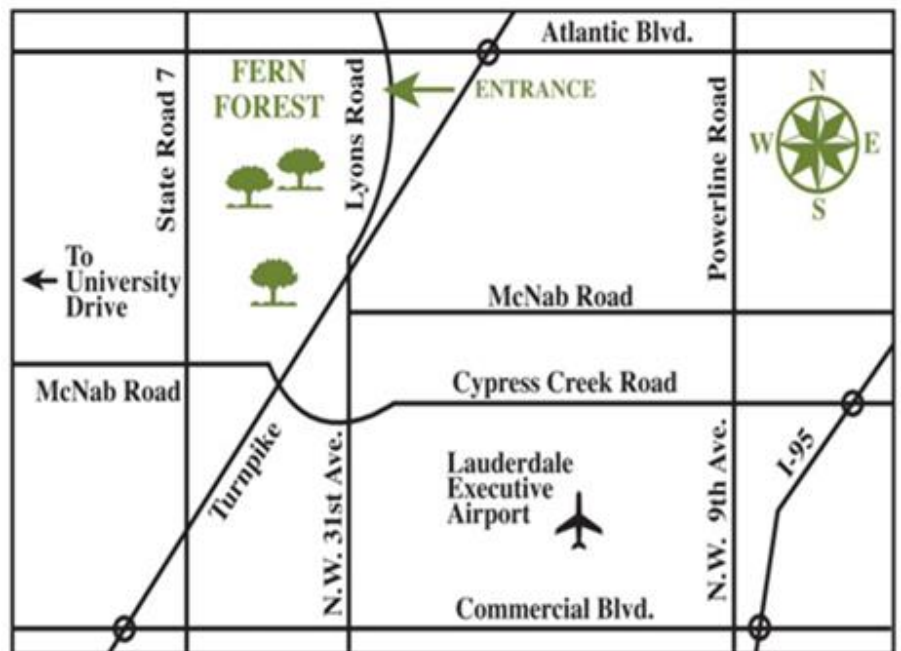 Atlantic Blvd.
State Road 7
FERN
FOREST
Lyons Road
ENTRANCE
Powerline Road
N
W
E
S
To
University
Drive
McNab Road
McNab Road
Cypress Creek Road
Turnpike
N.W. 31st Ave.
Lauderdale
Executive
Airport
N.W. 9th Ave.
I-95
Commercial Blvd.